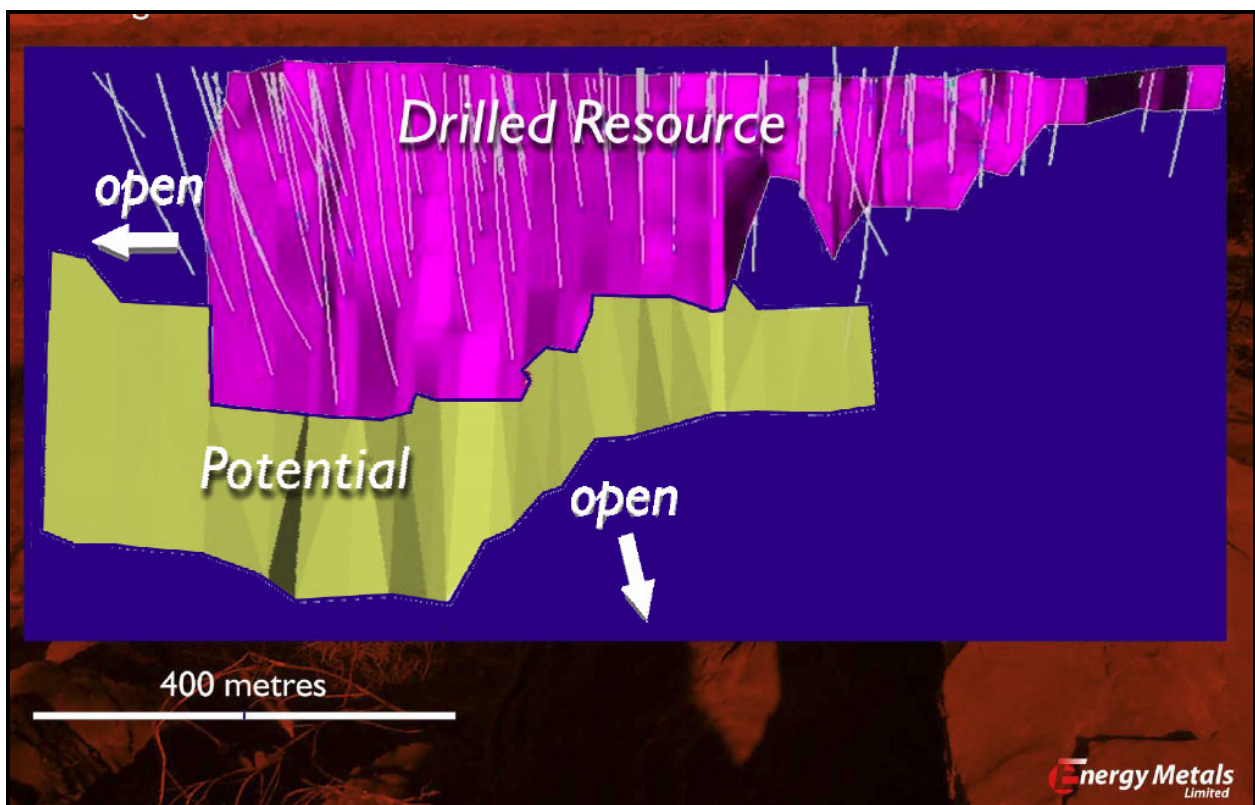 Drilled Resource
open
Potential
open
400 metres
Energy Metals
Limited